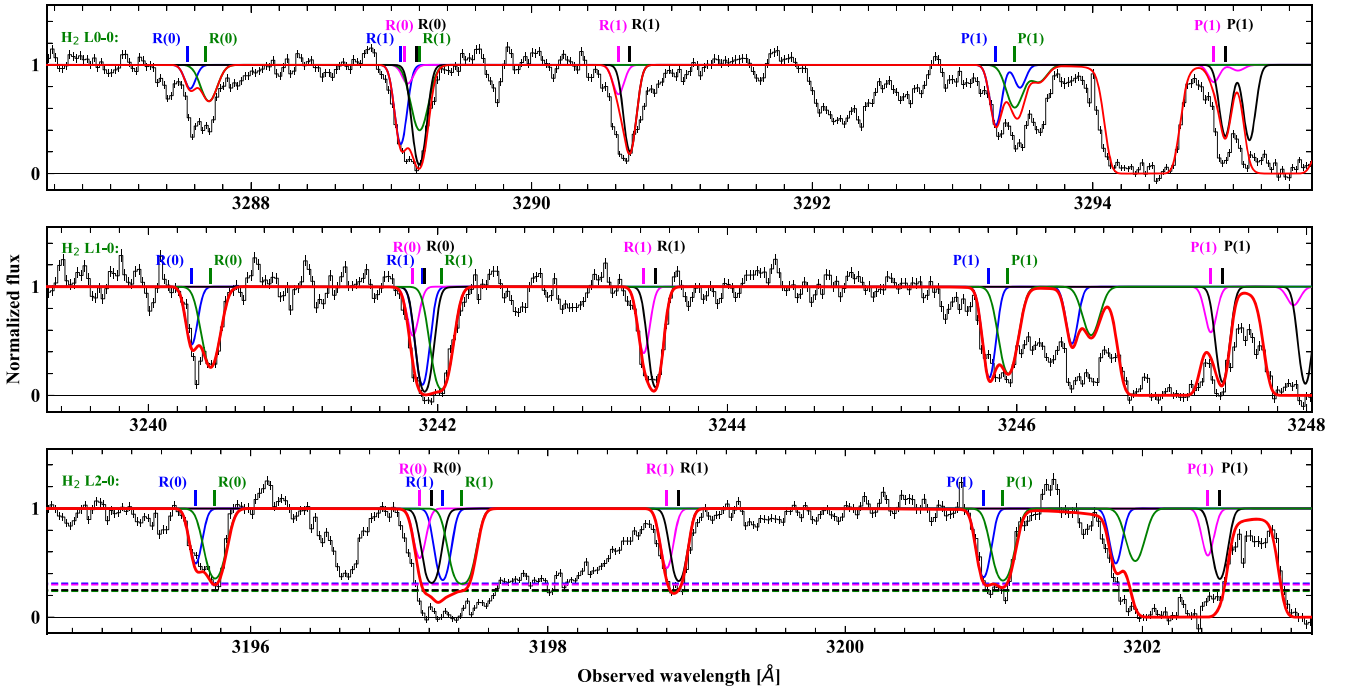 R(0) R(0) R(1) R(1) P(1) P(1)
H₂ L0-0: R(0) R(0) R(1) R(1) P(1) P(1)
1
0
3288 3290 3292 3294
H₂ L1-0: R(0) R(0) R(1) R(1) P(1) P(1)
R(0) R(0) R(1) R(1) P(1) P(1)
1
0
3240 3242 3244 3246 3248
Normalized flux
R(0) R(0) R(1) R(1) P(1) P(1)
H₂ L2-0: R(0) R(0) R(1) R(1) P(1) P(1)
1
0
3196 3198 3200 3202
Observed wavelength [Å]